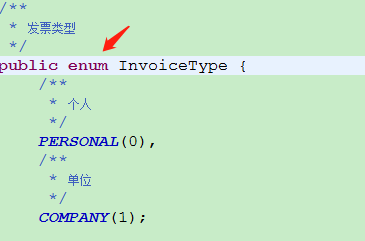 /**
 * 发票类型
 */
public enum InvoiceType {
    /**
     * 个人
     */
    PERSONAL(0),
    /**
     * 单位
     */
    COMPANY(1);